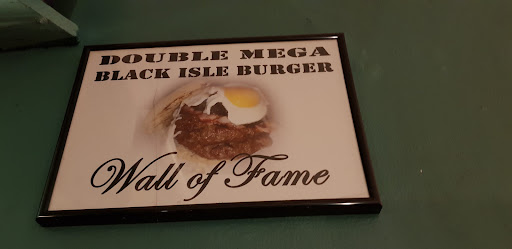 DOUBLE MEGA
BLACK ISLE BURGER
Wall of Fame